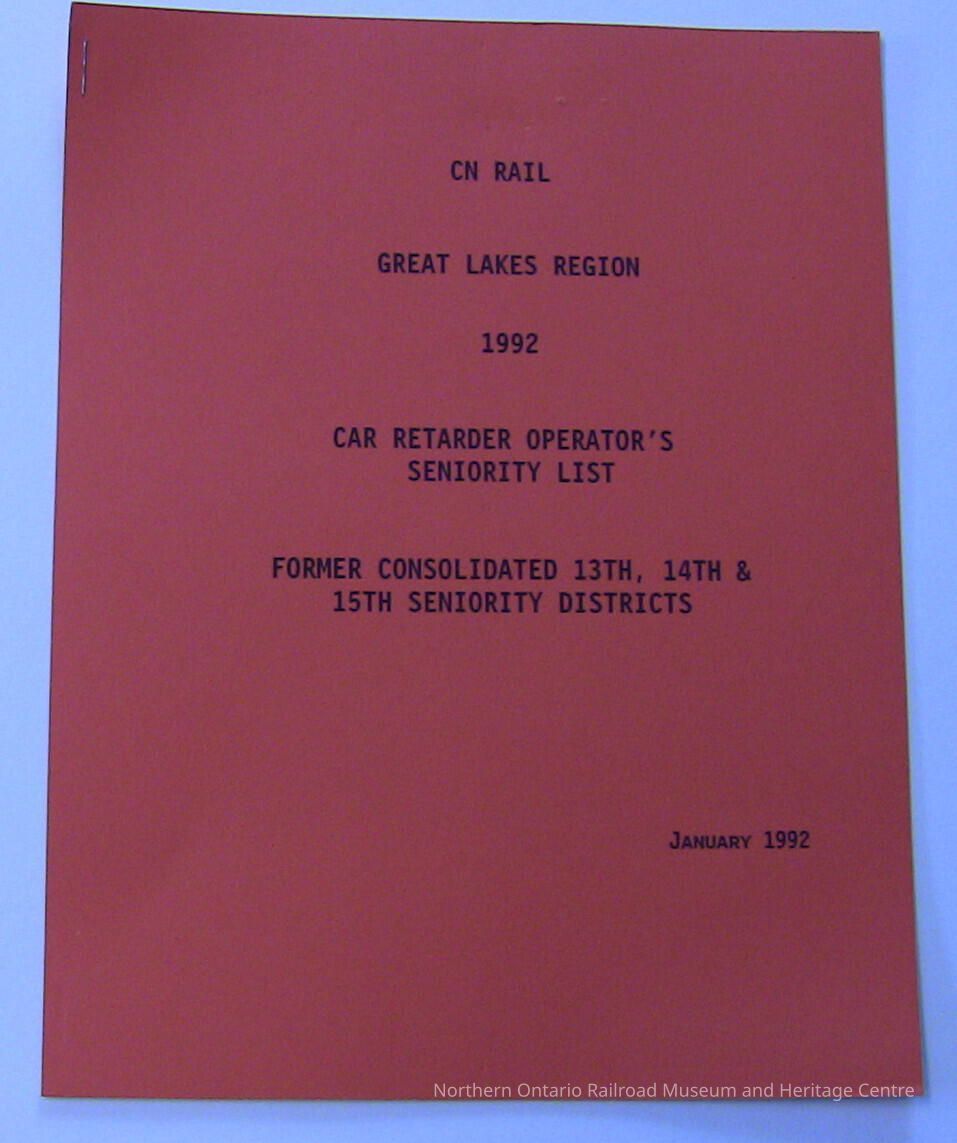 CN RAIL
GREAT LAKES REGION
1992
CAR RETARDER OPERATOR'S
SENIORITY LIST
FORMER CONSOLIDATED 13TH, 14TH &
15TH SENIORITY DISTRICTS
JANUARY 1992
Northern Ontario Railroad Museum and Heritage Centre